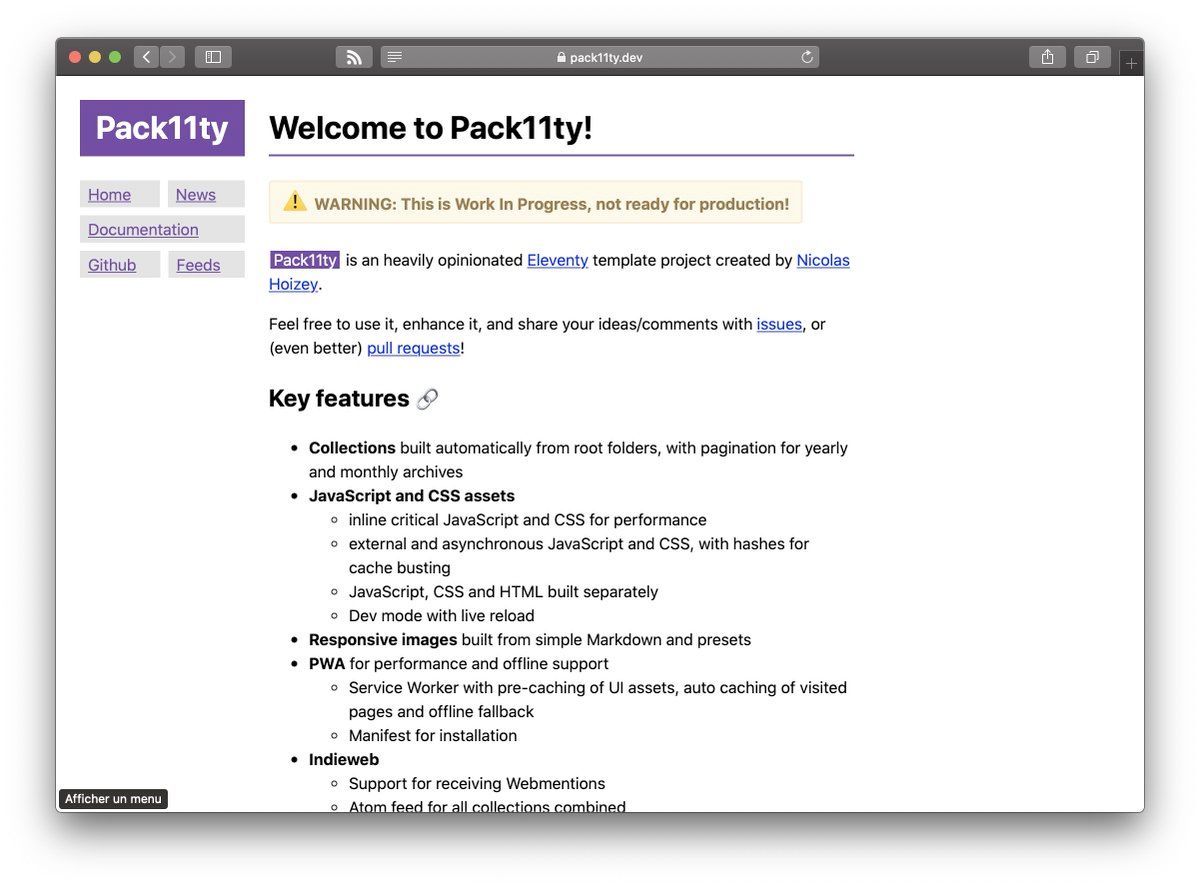 pack11ty.dev
Pack11ty
Home
News
Documentation
Github
Feeds
Welcome to Pack11ty!
WARNING: This is Work In Progress, not ready for production!
Pack11ty is an heavily opinionated Eleventy template project created by Nicolas
Hoizey.
Feel free to use it, enhance it, and share your ideas/comments with issues, or
(even better) pull requests!
Key features
Collections built automatically from root folders, with pagination for yearly
and monthly archives
JavaScript and CSS assets
inline critical JavaScript and CSS for performance
external and asynchronous JavaScript and CSS, with hashes for
cache busting
JavaScript, CSS and HTML built separately
Dev mode with live reload
Responsive images built from simple Markdown and presets
PWA for performance and offline support
Service Worker with pre-caching of UI assets, auto caching of visited
pages and offline fallback
Manifest for installation
Indieweb
Support for receiving Webmentions
Atom feed for all collections combined
Afficher un menu